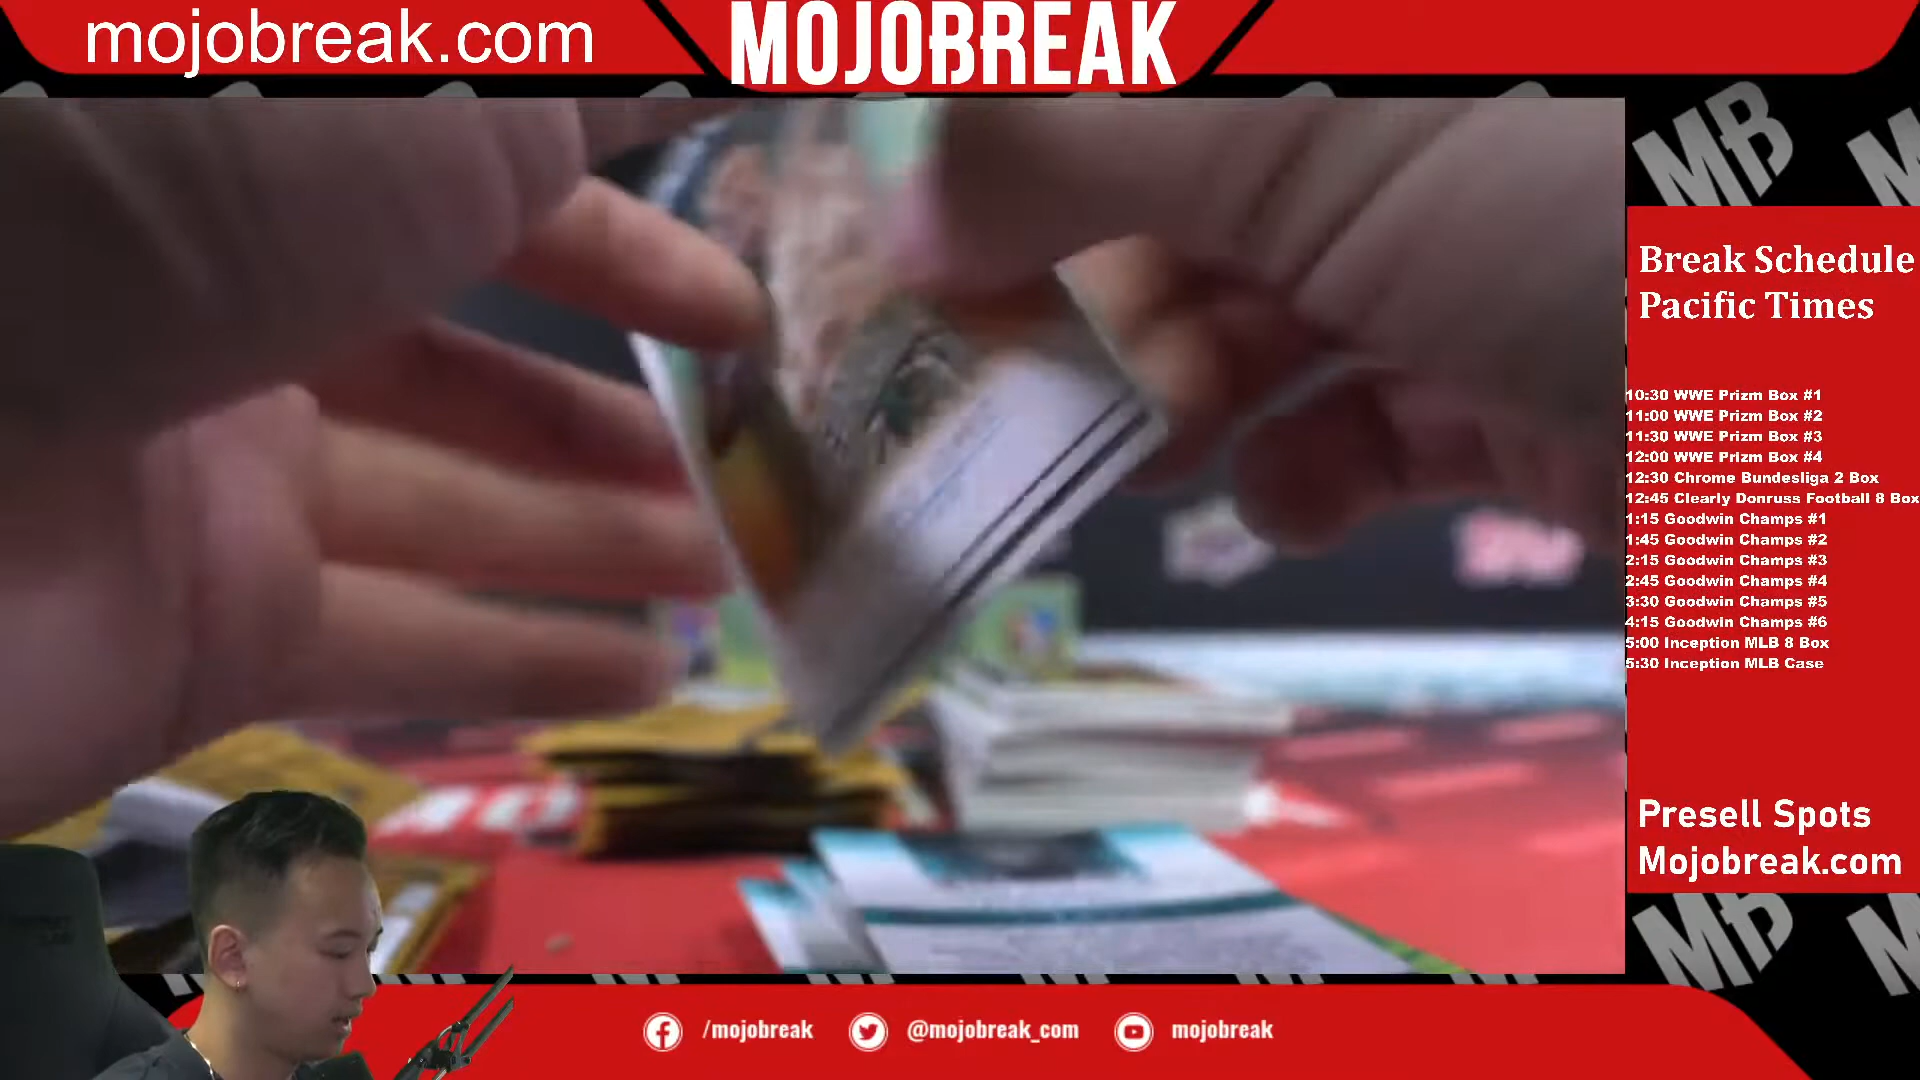 mojobreak.com
MOJOBREAK
MB
Break Schedule
Pacific Times
10:30 WWE Prizm Box #1
11:00 WWE Prizm Box #2
11:30 WWE Prizm Box #3
12:00 WWE Prizm Box #4
12:30 Chrome Bundesliga 2 Box
12:45 Clearly Donruss Football 8 Box
1:15 Goodwin Champs #1
1:45 Goodwin Champs #2
2:15 Goodwin Champs #3
2:45 Goodwin Champs #4
3:30 Goodwin Champs #5
4:15 Goodwin Champs #6
5:00 Inception MLB 8 Box
5:30 Inception MLB Case
Presell Spots
Mojobreak.com
MB
/mojobreak @mojobreak_com mojobreak